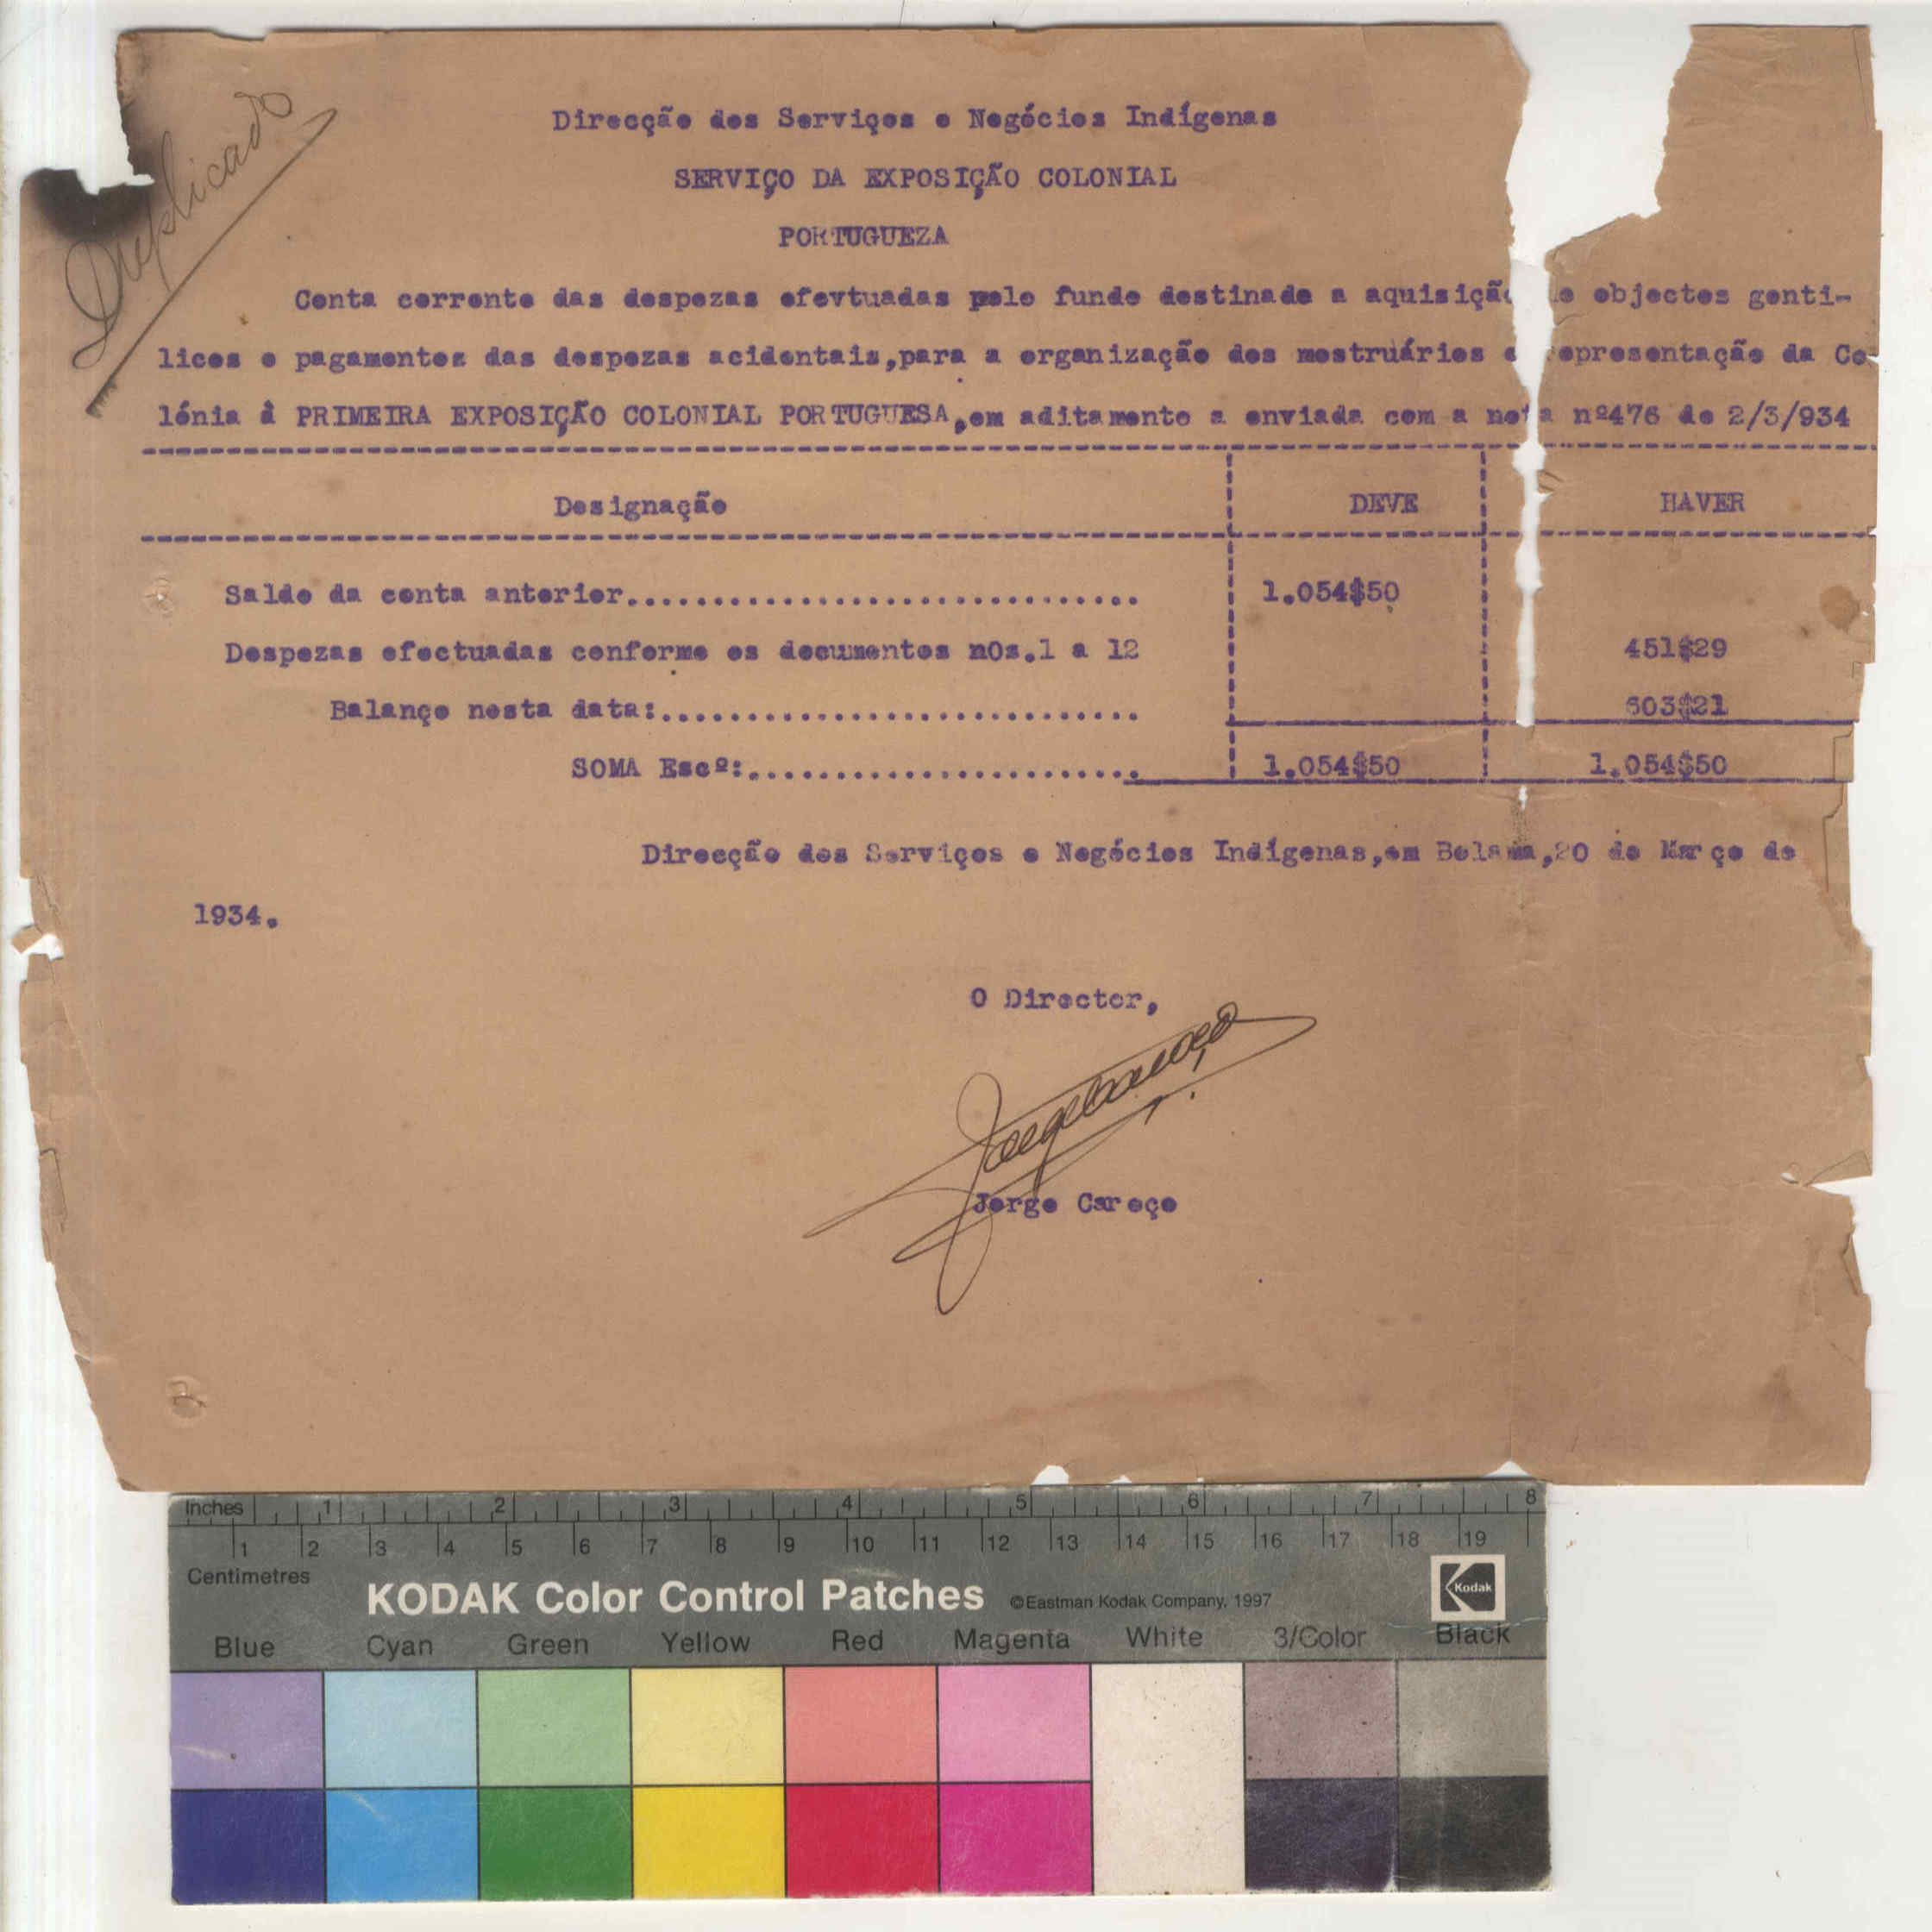 Duplicado
Direcção dos Serviços e Negócios Indígenas
SERVIÇO DA EXPOSIÇÃO COLONIAL
PORTUGUEZA
Conta corrente das despezas efevtuadas pelo fundo destinado a aquisiçã e objectos genti-
licos e pagamentos das despezas acidentais,para a organização dos mostruários e epresentação da Co-
lónia â PRIMEIRA EXPOSIÇÃO COLONIAL PORTUGUESA,em aditamento a enviada com a nota nº476 de 2/3/934
Designação DEVE HAVER
Saldo da conta anterior............................... 1.054$50
Despezas efectuadas conforme os documentos nOs.1 a 12 451$29
Balanço nesta data:............................. 603$21
SOMA Escº:........................ 1.054$50 1.054$50
Direcção dos Serviços e Negócios Indígenas,em Bolama,20 de Março de
1934.
O Director,
Jorge Careço
Inches 1 2 3 4 5 6 7 8
1 2 3 4 5 6 7 8 9 10 11 12 13 14 15 16 17 18 19
Centimetres
KODAK Color Control Patches ©Eastman Kodak Company, 1997 Kodak
Blue Cyan Green Yellow Red Magenta White 3/Color Black